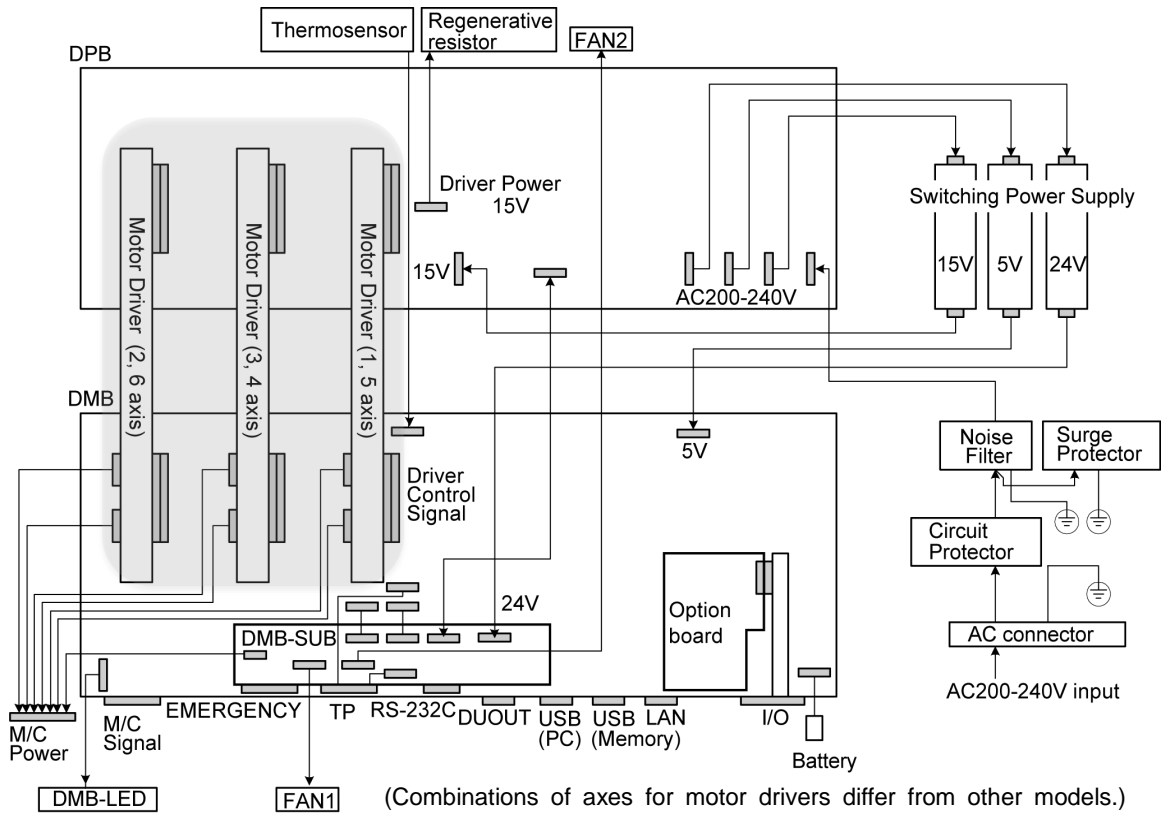 Thermosensor
Regenerative
resistor
FAN2
DPB
Driver Power
15V
Switching Power Supply
Motor Driver (2, 6 axis)
Motor Driver (3, 4 axis)
Motor Driver (1, 5 axis)
15V
AC200-240V
15V
5V
24V
DMB
5V
Noise
Filter
Surge
Protector
Driver
Control
Signal
Circuit
Protector
24V
Option
board
DMB-SUB
AC connector
AC200-240V input
M/C
Power
M/C
Signal
EMERGENCY
TP
RS-232C
DUOUT
USB
(PC)
USB
(Memory)
LAN
I/O
Battery
DMB-LED
FAN1
(Combinations of axes for motor drivers differ from other models.)